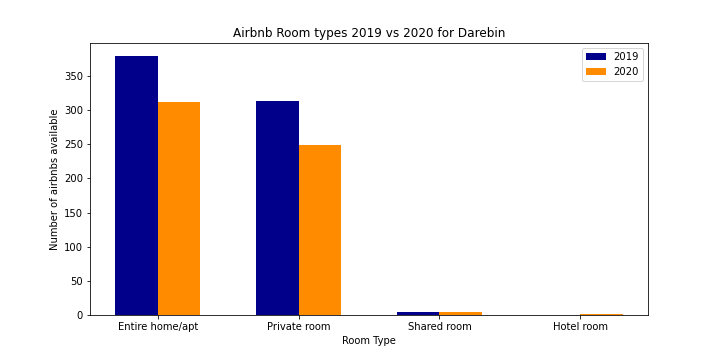 Airbnb Room types 2019 vs 2020 for Darebin
2019
2020
Number of airbnbs available
350
300
250
200
150
100
50
0
Entire home/apt
Private room
Shared room
Hotel room
Room Type